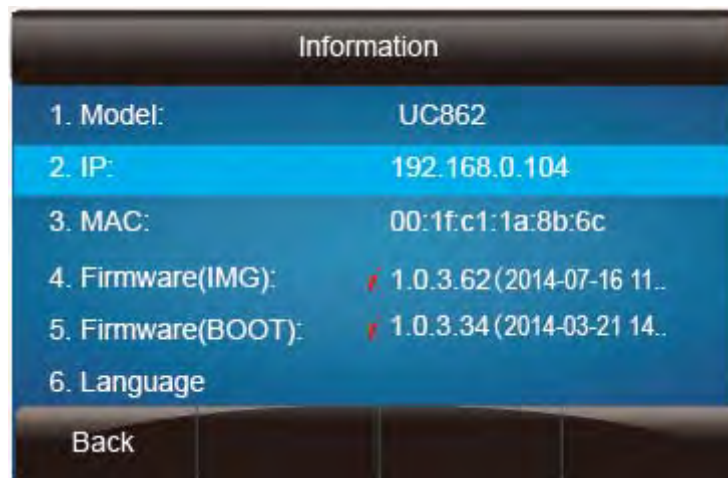 Information
1. Model: UC862
2. IP: 192.168.0.104
3. MAC: 00:1f:c1:1a:8b:6c
4. Firmware(IMG): 1.0.3.62(2014-07-16 11..
5. Firmware(BOOT): 1.0.3.34(2014-03-21 14..
6. Language
Back